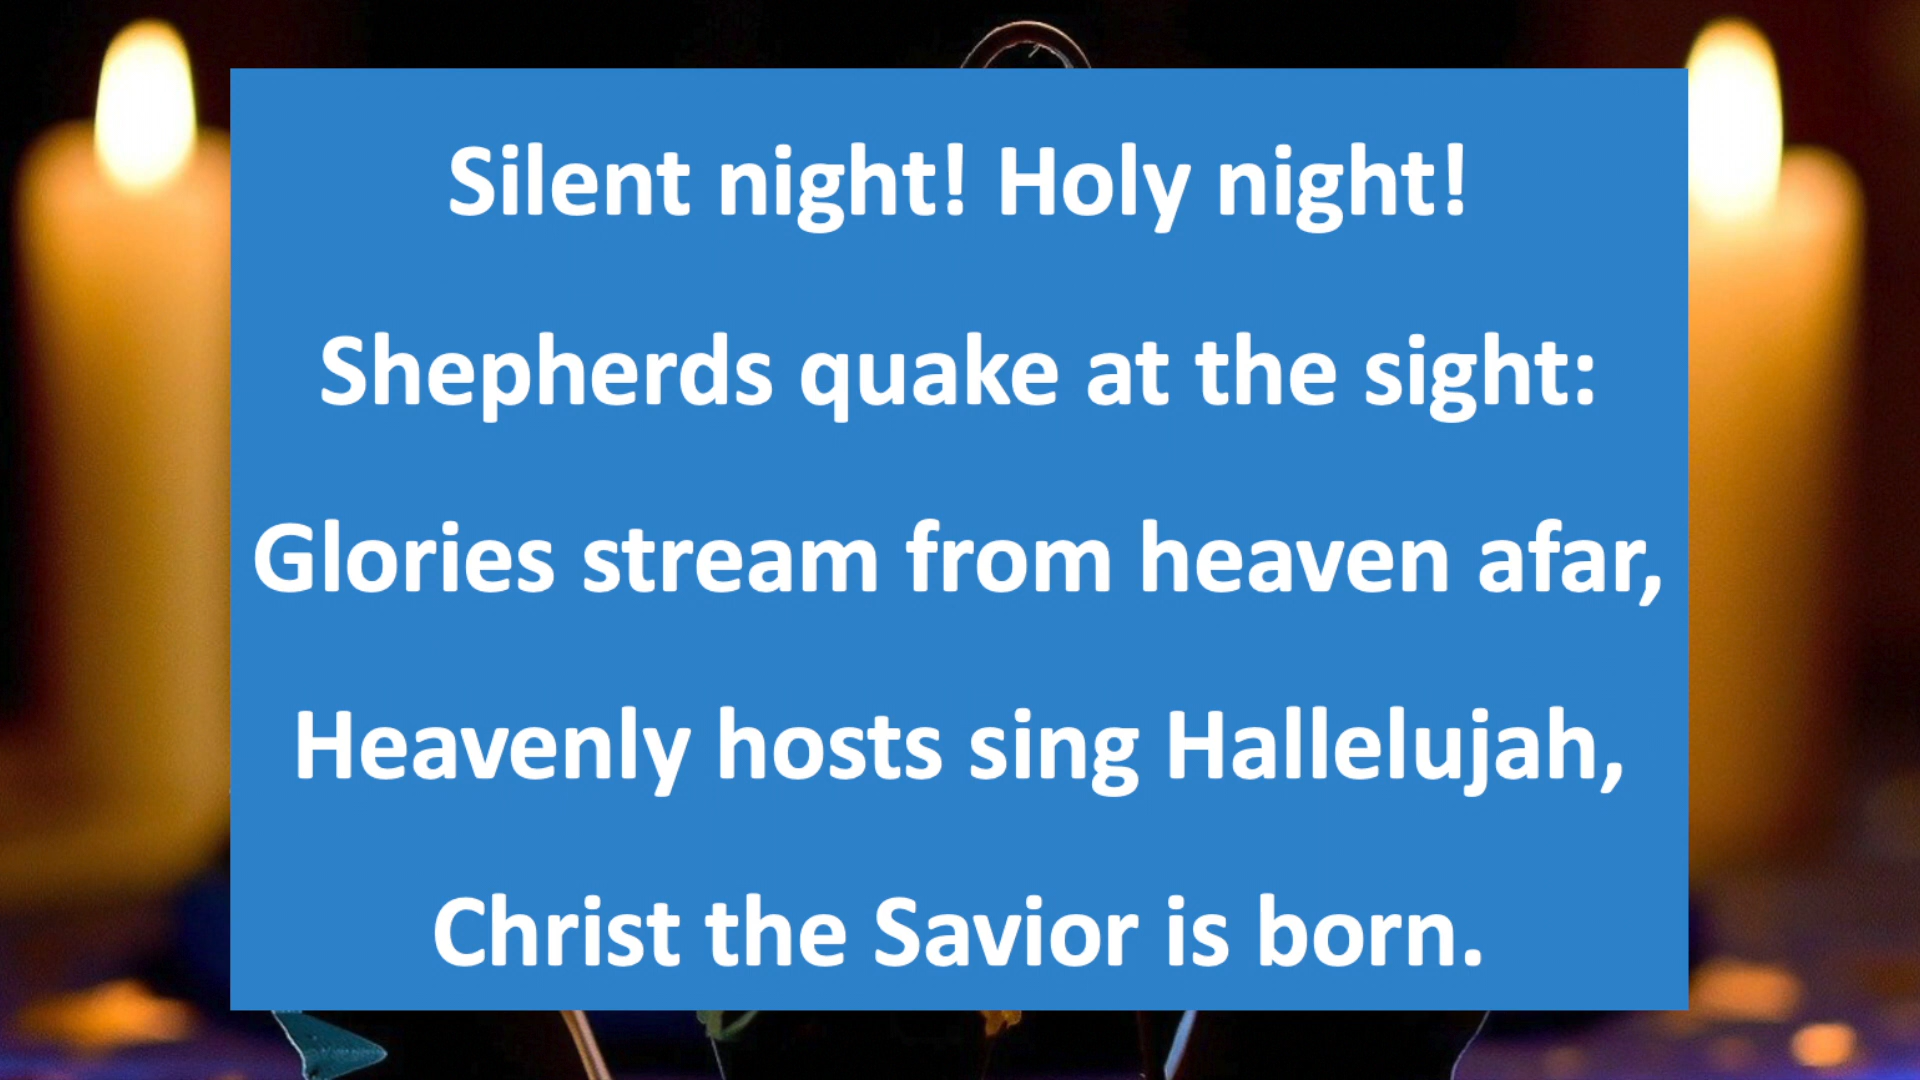 Silent night! Holy night!
Shepherds quake at the sight:
Glories stream from heaven afar,
Heavenly hosts sing Hallelujah,
Christ the Savior is born.